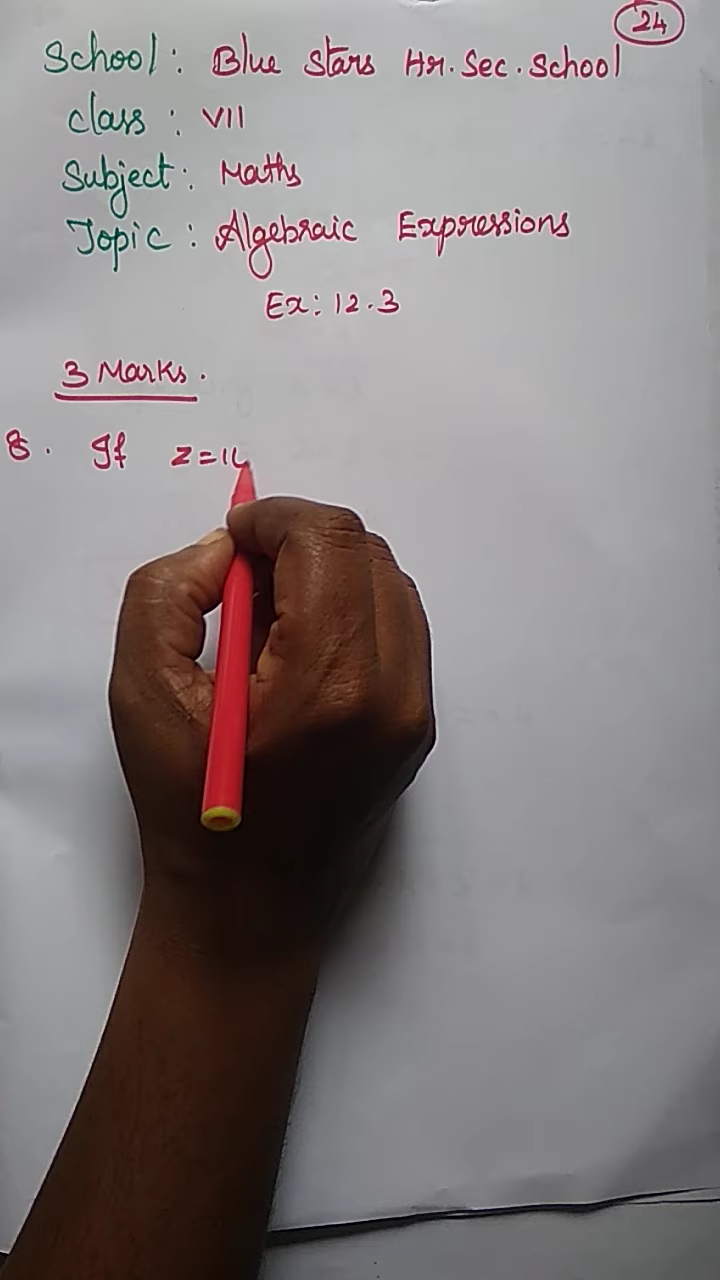 24
School: Blue Stars Hr. Sec. School
Class : VII
Subject: Maths
Topic : Algebraic Expressions
Ex: 12.3
3 Marks.
8. If z=1